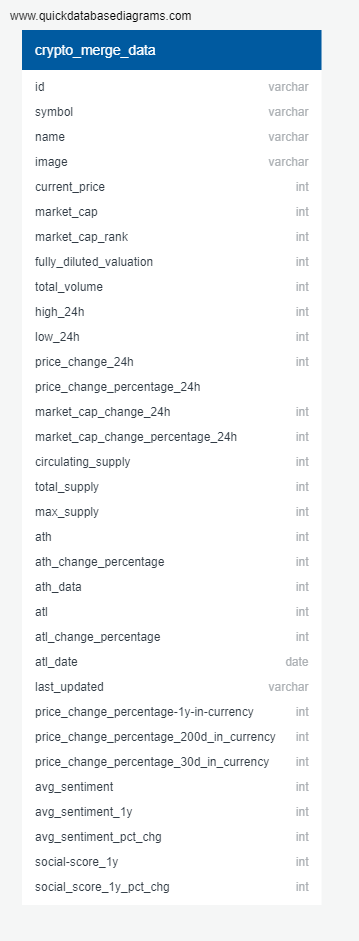 www.quickdatabasediagrams.com
crypto_merge_data
id varchar
symbol varchar
name varchar
image varchar
current_price int
market_cap int
market_cap_rank int
fully_diluted_valuation int
total_volume int
high_24h int
low_24h int
price_change_24h int
price_change_percentage_24h
market_cap_change_24h int
market_cap_change_percentage_24h int
circulating_supply int
total_supply int
max_supply int
ath int
ath_change_percentage int
ath_data int
atl int
atl_change_percentage int
atl_date date
last_updated varchar
price_change_percentage-1y-in-currency int
price_change_percentage_200d_in_currency int
price_change_percentage_30d_in_currency int
avg_sentiment int
avg_sentiment_1y int
avg_sentiment_pct_chg int
social-score_1y int
social_score_1y_pct_chg int